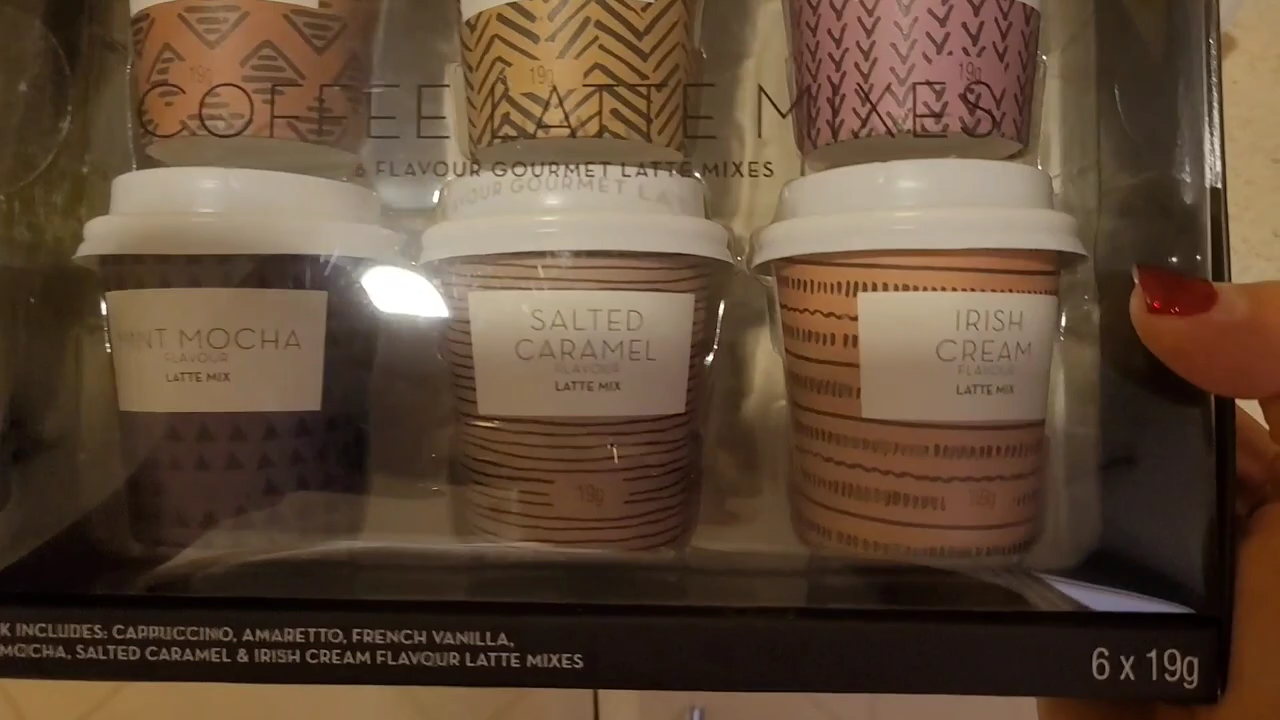 19g
19g
19g
COFFEE LATTE MIXES
6 FLAVOUR GOURMET LATTE MIXES
MINT MOCHA
FLAVOUR
LATTE MIX
SALTED
CARAMEL
FLAVOUR
LATTE MIX
19g
IRISH
CREAM
FLAVOUR
LATTE MIX
19g
K INCLUDES: CAPPUCCINO, AMARETTO, FRENCH VANILLA,
MOCHA, SALTED CARAMEL & IRISH CREAM FLAVOUR LATTE MIXES
6 x 19g